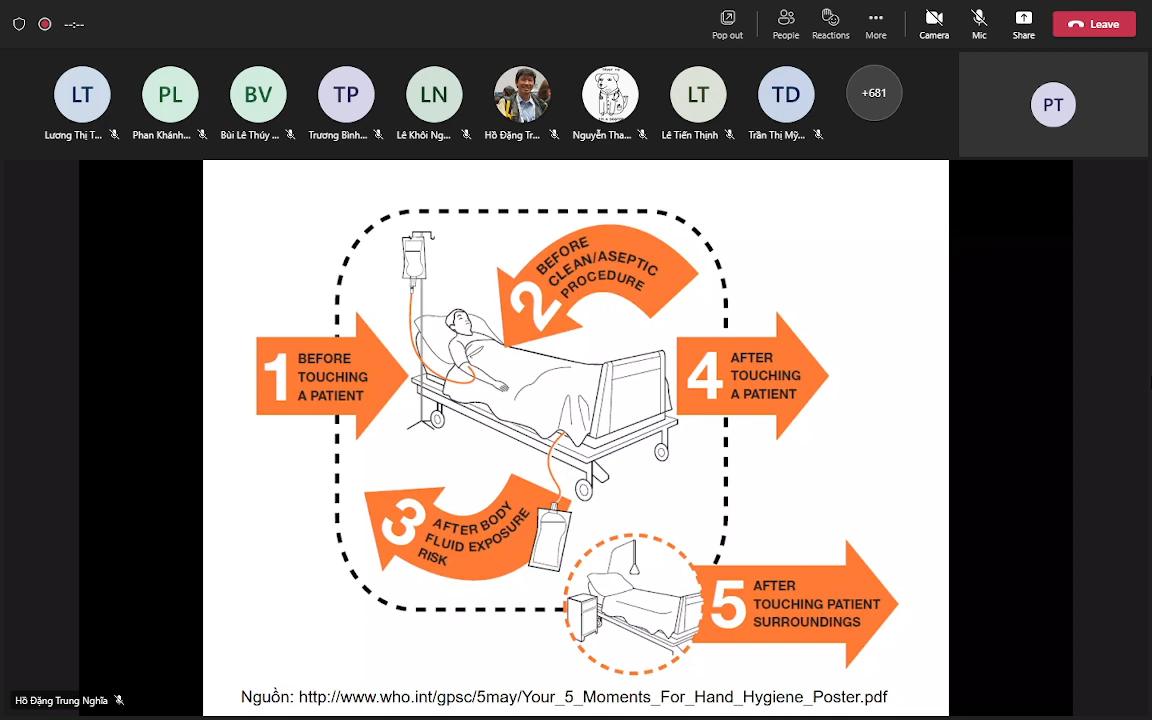 --:--
Pop out
People
Reactions
More
Camera
Mic
Share
Leave
LT
PL
BV
TP
LN
LT
TD
+681
PT
Lương Thị T...
Phan Khánh...
Bùi Lê Thúy ...
Trương Bình...
Lê Khôi Ng...
Hồ Đặng Tr...
Nguyễn Tha...
Lê Tiến Thịnh
Trần Thị Mỹ...
1
BEFORE
TOUCHING
A PATIENT
2
BEFORE
CLEAN/ASEPTIC
PROCEDURE
3
AFTER BODY
FLUID EXPOSURE
RISK
4
AFTER
TOUCHING
A PATIENT
5
AFTER
TOUCHING PATIENT
SURROUNDINGS
Hồ Đặng Trung Nghĩa
Nguồn: http://www.who.int/gpsc/5may/Your_5_Moments_For_Hand_Hygiene_Poster.pdf